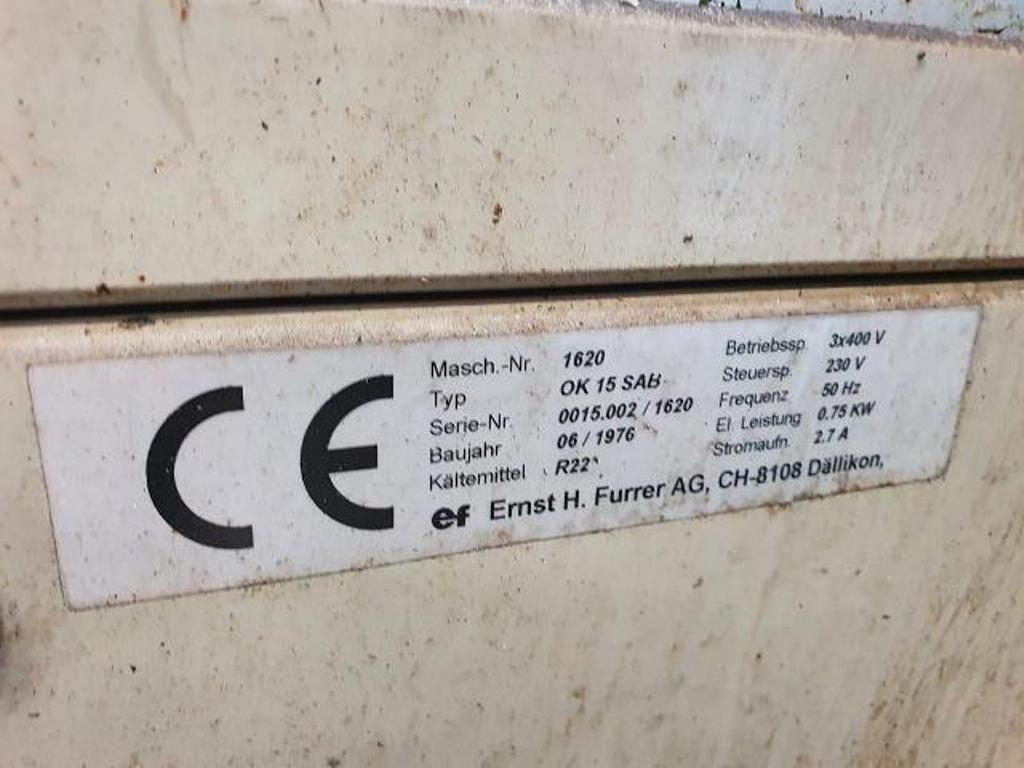 CE
Masch.-Nr. 1620
Typ OK 15 SAB
Serie-Nr. 0015.002 / 1620
Baujahr 06 / 1976
Kältemittel R22
Betriebssp. 3x400 V
Steuersp. 230 V
Frequenz 50 Hz
El. Leistung 0.75 KW
Stromaufn. 2.7 A
ef Ernst H. Furrer AG, CH-8108 Dällikon,